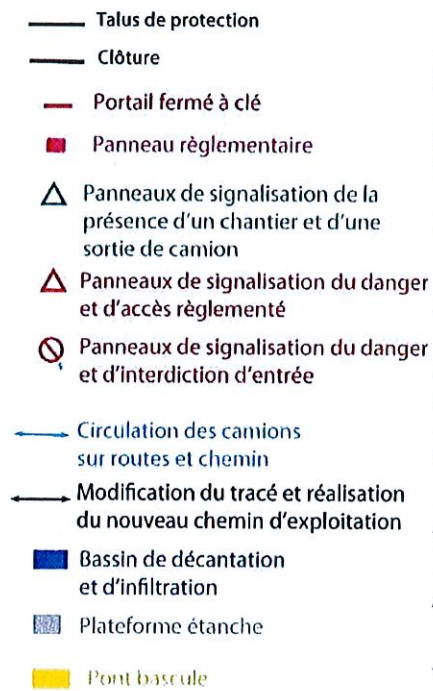 Talus de protection
Clôture
Portail fermé à clé
Panneau règlementaire
Panneaux de signalisation de la
présence d'un chantier et d'une
sortie de camion
Panneaux de signalisation du danger
et d'accès règlementé
Panneaux de signalisation du danger
et d'interdiction d'entrée
Circulation des camions
sur routes et chemin
Modification du tracé et réalisation
du nouveau chemin d'exploitation
Bassin de décantation
et d'infiltration
Plateforme étanche
Pont bascule